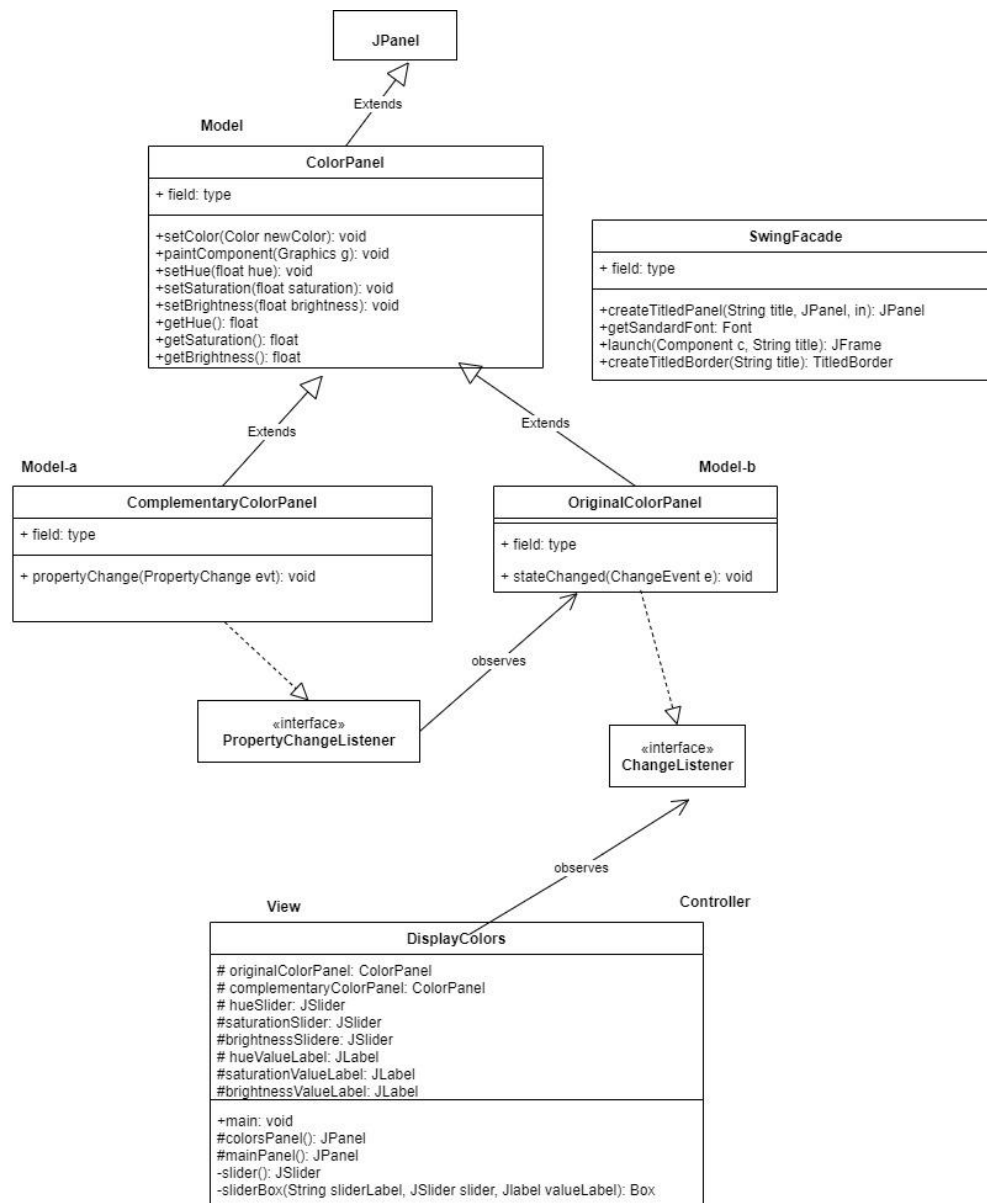 JPanel
Extends
Model
ColorPanel
+ field: type
+setColor(Color newColor): void
+paintComponent(Graphics g): void
+setHue(float hue): void
+setSaturation(float saturation): void
+setBrightness(float brightness): void
+getHue(): float
+getSaturation(): float
+getBrightness(): float
SwingFacade
+ field: type
+createTitledPanel(String title, JPanel, in): JPanel
+getSandardFont: Font
+launch(Component c, String title): JFrame
+createTitledBorder(String title): TitledBorder
Extends
Extends
Model-a
ComplementaryColorPanel
+ field: type
+ propertyChange(PropertyChange evt): void
Model-b
OriginalColorPanel
+ field: type
+ stateChanged(ChangeEvent e): void
observes
«interface»
PropertyChangeListener
«interface»
ChangeListener
observes
View
Controller
DisplayColors
# originalColorPanel: ColorPanel
# complementaryColorPanel: ColorPanel
# hueSlider: JSlider
#saturationSlider: JSlider
#brightnessSlidere: JSlider
# hueValueLabel: JLabel
#saturationValueLabel: JLabel
#brightnessValueLabel: JLabel
+main: void
#colorsPanel(): JPanel
#mainPanel(): JPanel
-slider(): JSlider
-sliderBox(String sliderLabel, JSlider slider, Jlabel valueLabel): Box